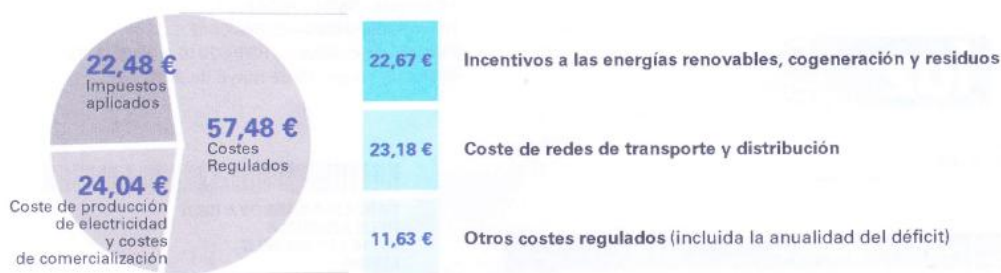 22,48 €
Impuestos
aplicados
57,48 €
Costes
Regulados
24,04 €
Coste de producción
de electricidad
y costes
de comercialización
22,67 € Incentivos a las energías renovables, cogeneración y residuos
23,18 € Coste de redes de transporte y distribución
11,63 € Otros costes regulados (incluida la anualidad del déficit)